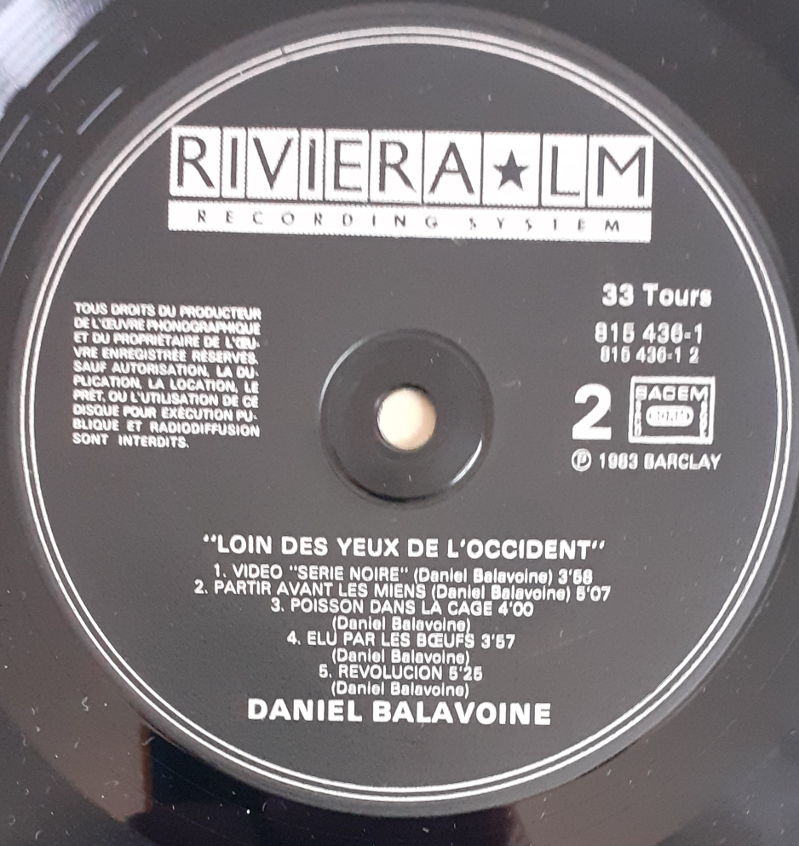 RIVIERA★LM
RECORDING SYSTEM
TOUS DROITS DU PRODUCTEUR
DE L'ŒUVRE PHONOGRAPHIQUE
ET DU PROPRIÉTAIRE DE L'ŒU-
VRE ENREGISTRÉE RÉSERVÉS.
SAUF AUTORISATION, LA DU-
PLICATION, LA LOCATION, LE
PRÊT, OU L'UTILISATION DE CE
DISQUE POUR EXÉCUTION PU-
BLIQUE ET RADIODIFFUSION
SONT INTERDITS.
33 Tours
815 436-1
815 436-1 2
2
SACEM
℗ 1983 BARCLAY
"LOIN DES YEUX DE L'OCCIDENT"
1. VIDEO "SERIE NOIRE" (Daniel Balavoine) 3'58
2. PARTIR AVANT LES MIENS (Daniel Balavoine) 5'07
3. POISSON DANS LA CAGE 4'00
(Daniel Balavoine)
4. ELU PAR LES BŒUFS 3'57
(Daniel Balavoine)
5. REVOLUCION 5'25
(Daniel Balavoine)
DANIEL BALAVOINE